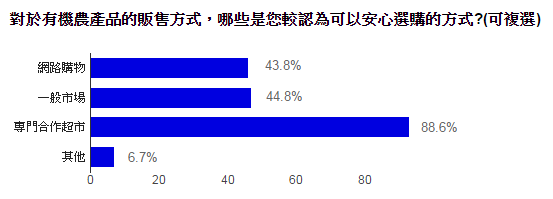 對於有機農產品的販售方式，哪些是您較認為可以安心選購的方式?(可複選)
網路購物 43.8%
一般市場 44.8%
專門合作超市 88.6%
其他 6.7%
0 20 40 60 80